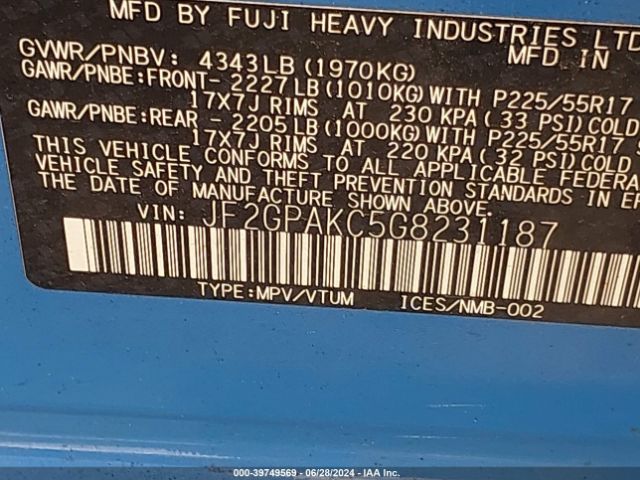 MFD BY FUJI HEAVY INDUSTRIES LTD
MFD IN
GVWR/PNBV: 4343LB (1970KG)
GAWR/PNBE:FRONT- 2227 LB (1010KG) WITH P225/55R17
17X7J RIMS AT 230 KPA (33 PSI) COLD
GAWR/PNBE:REAR - 2205 LB (1000KG) WITH P225/55R17
17X7J RIMS AT 220 KPA (32 PSI) COLD
THIS VEHICLE CONFORMS TO ALL APPLICABLE FEDERA
VEHICLE SAFETY AND THEFT PREVENTION STANDARDS IN EF
THE DATE OF MANUFACTURE SHOWN ABOVE.
VIN: JF2GPAKC5G8231187
TYPE:MPV/VTUM ICES/NMB-002
000-39749569 | 06/28/2024 | IAAI.COM